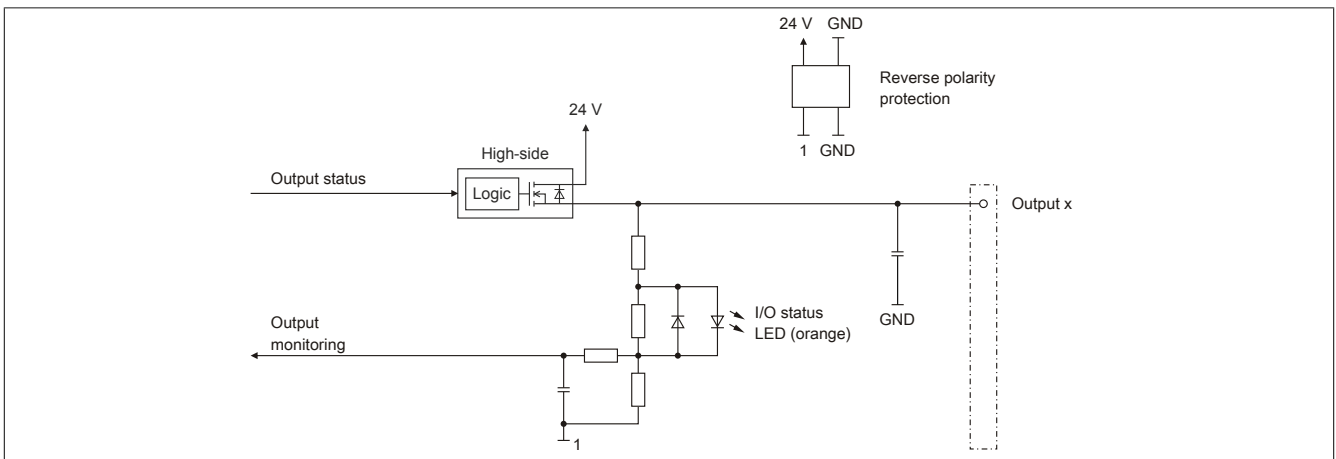 24 V GND
Reverse polarity
protection
1 GND
24 V
High-side
Output status
Logic
Output x
I/O status
LED (orange)
GND
Output
monitoring
1